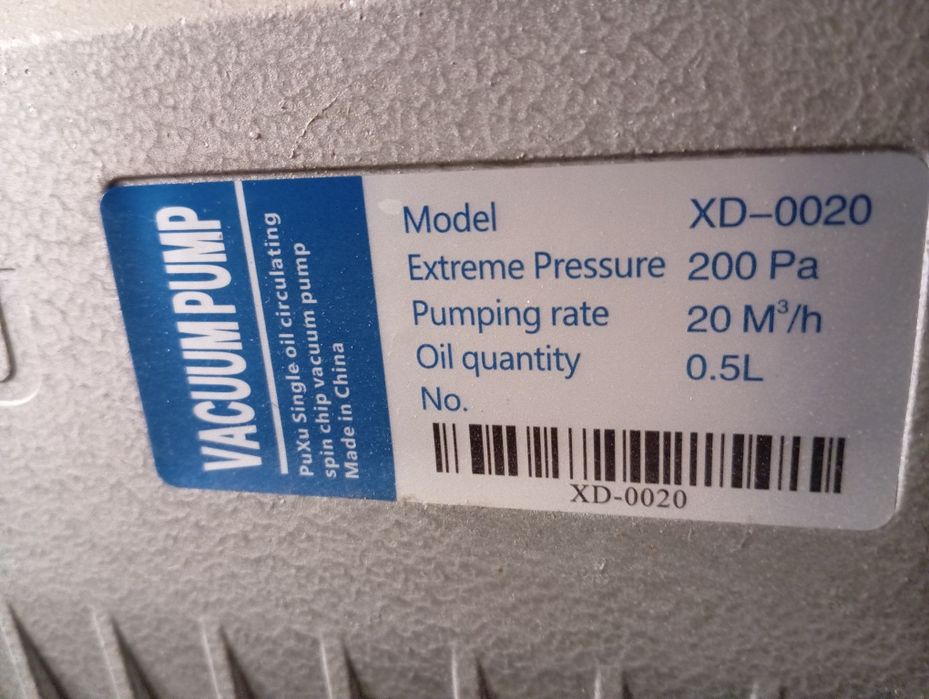 VACUUM PUMP
PuXu Single oil circulating
spin chip vacuum pump
Made in China
Model XD-0020
Extreme Pressure 200 Pa
Pumping rate 20 M³/h
Oil quantity 0.5L
No.
XD-0020